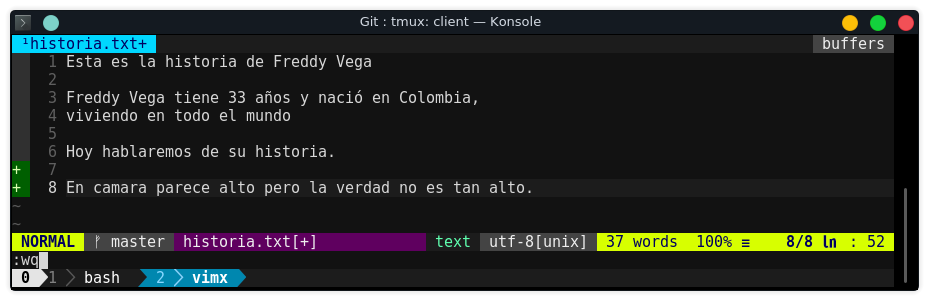 Git : tmux: client — Konsole
¹historia.txt+ buffers
1 Esta es la historia de Freddy Vega
2
3 Freddy Vega tiene 33 años y nació en Colombia,
4 viviendo en todo el mundo
5
6 Hoy hablaremos de su historia.
+ 7
+ 8 En camara parece alto pero la verdad no es tan alto.
~
~
NORMAL ᚠ master historia.txt[+] text utf-8[unix] 37 words 100% ≡ 8/8 ㏑ : 52
:wq
0 1 bash 2 vimx